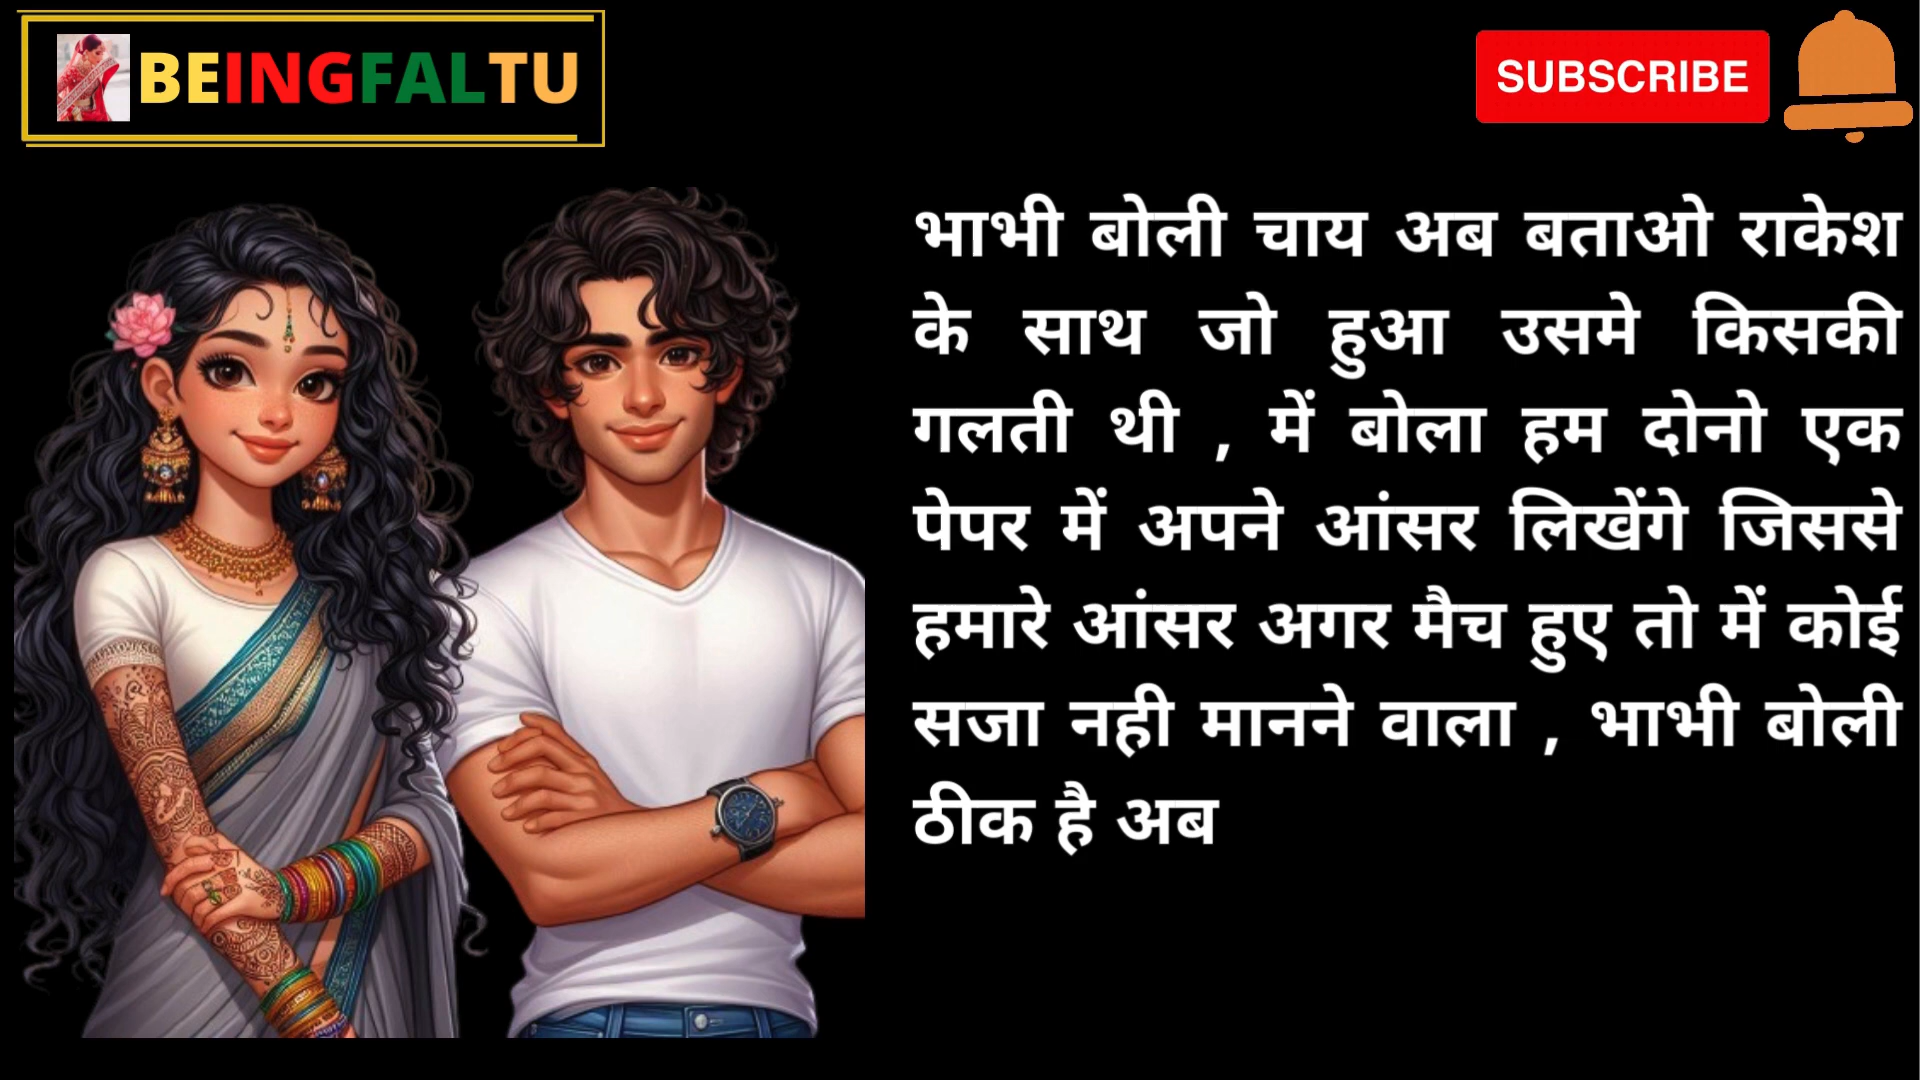 BEINGFALTU
SUBSCRIBE
भाभी बोली चाय अब बताओ राकेश
के साथ जो हुआ उसमे किसकी
गलती थी , में बोला हम दोनो एक
पेपर में अपने आंसर लिखेंगे जिससे
हमारे आंसर अगर मैच हुए तो में कोई
सजा नही मानने वाला , भाभी बोली
ठीक है अब